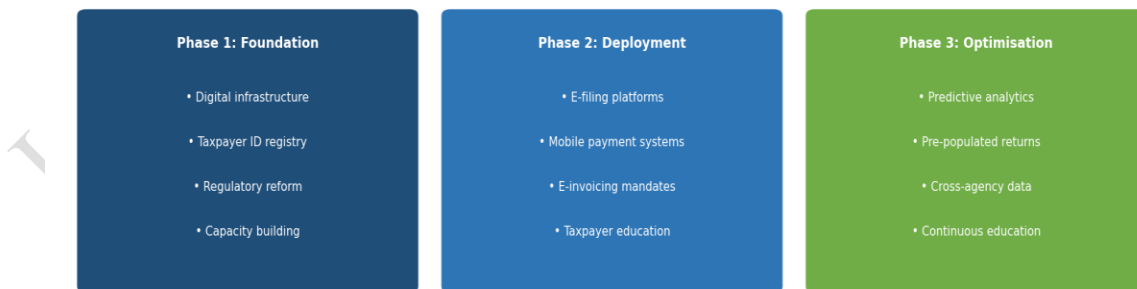 Phase 1: Foundation
• Digital infrastructure
• Taxpayer ID registry
• Regulatory reform
• Capacity building
Phase 2: Deployment
• E-filing platforms
• Mobile payment systems
• E-invoicing mandates
• Taxpayer education
Phase 3: Optimisation
• Predictive analytics
• Pre-populated returns
• Cross-agency data
• Continuous education